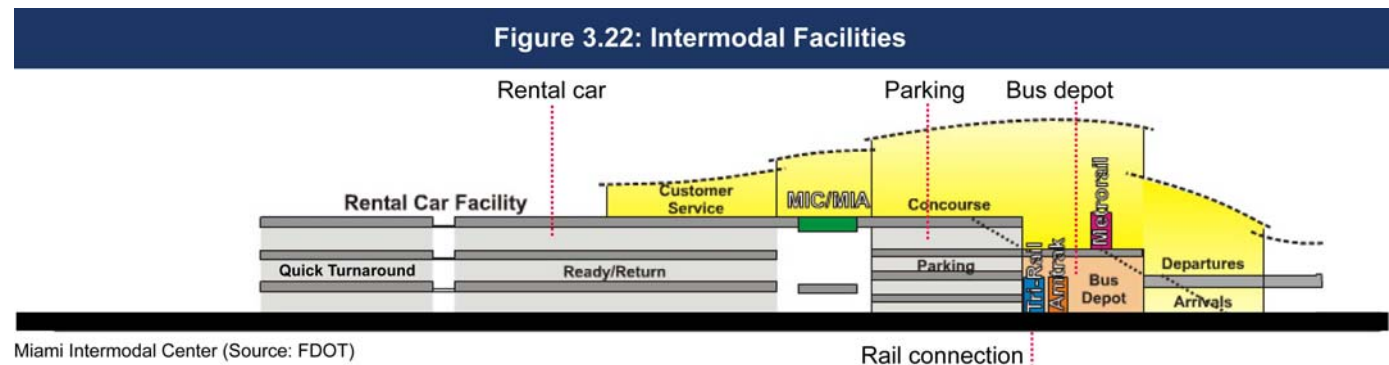 Figure 3.22: Intermodal Facilities
Rental car
Parking
Bus depot
Rental Car Facility
Customer
Service
MIC/MIA
Concourse
Metrorail
Quick Turnaround
Ready/Return
Parking
Tri-Rail
Amtrak
Bus
Depot
Departures
Arrivals
Miami Intermodal Center (Source: FDOT)
Rail connection